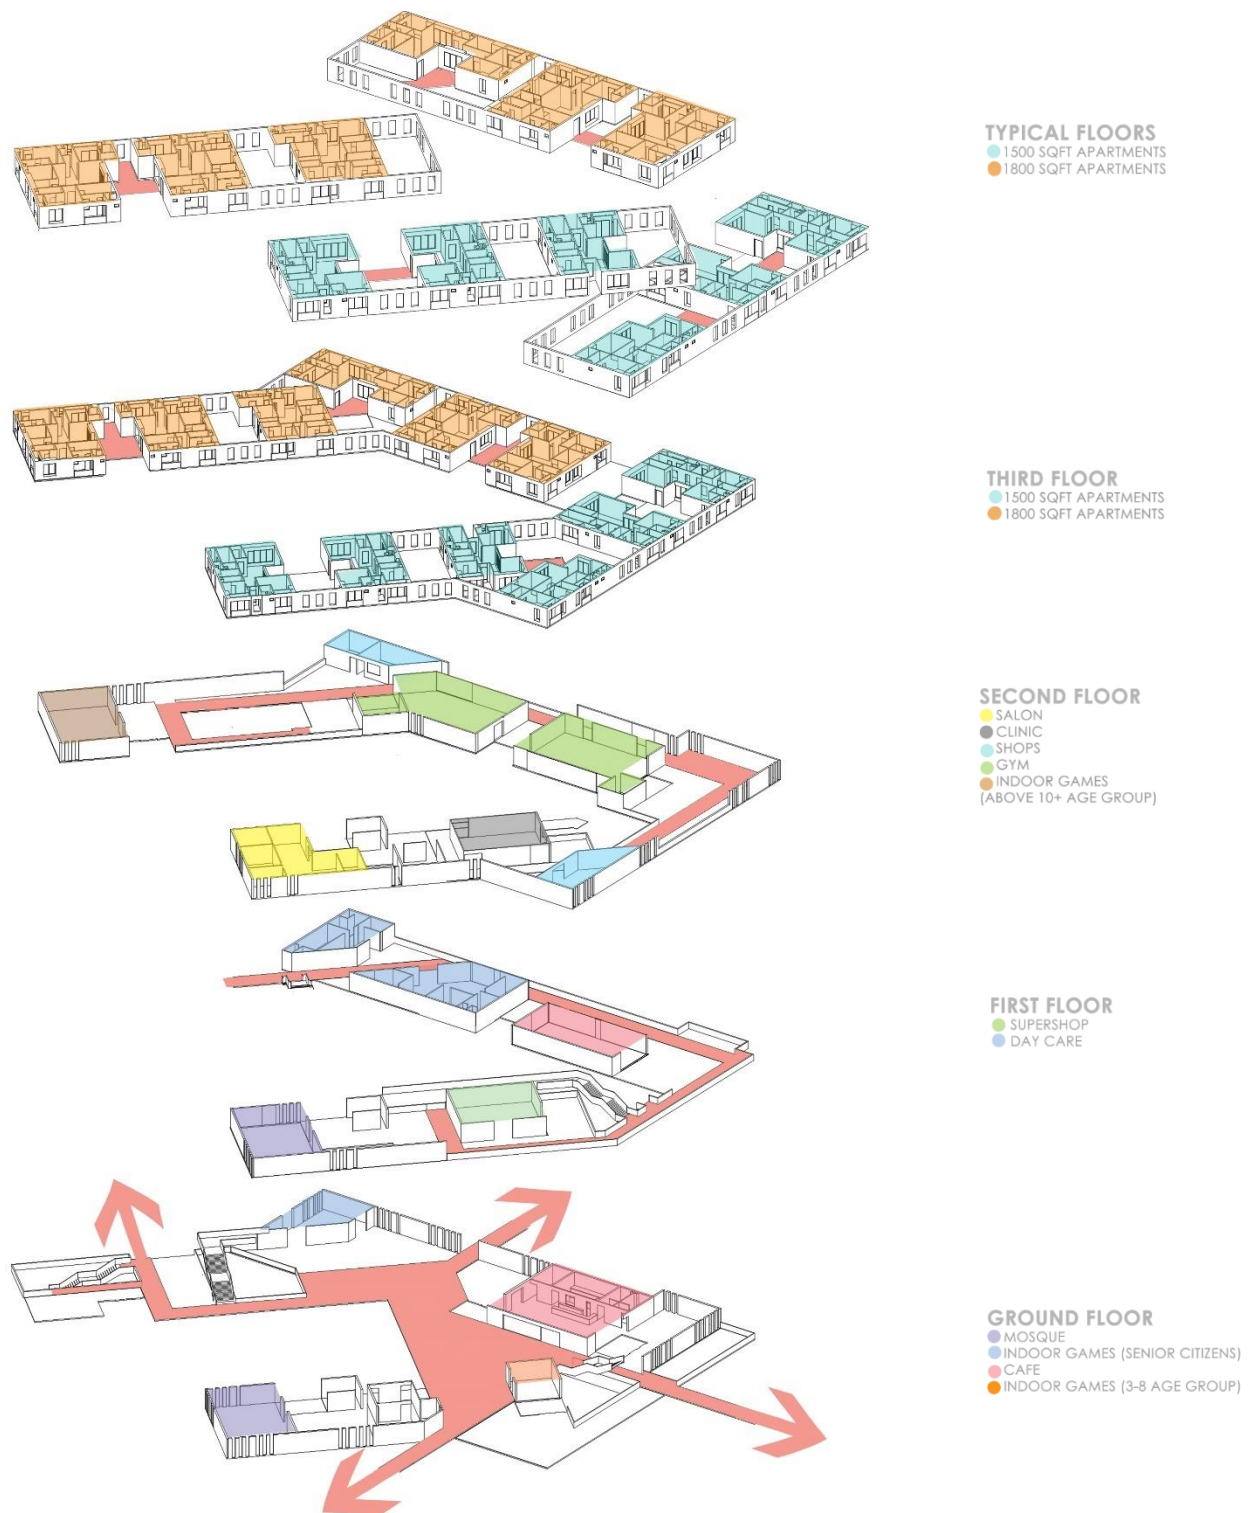 TYPICAL FLOORS
1500 SQFT APARTMENTS
1800 SQFT APARTMENTS
THIRD FLOOR
1500 SQFT APARTMENTS
1800 SQFT APARTMENTS
SECOND FLOOR
SALON
CLINIC
SHOPS
GYM
INDOOR GAMES
(ABOVE 10+ AGE GROUP)
FIRST FLOOR
SUPERSHOP
DAY CARE
GROUND FLOOR
MOSQUE
INDOOR GAMES (SENIOR CITIZENS)
CAFE
INDOOR GAMES (3-8 AGE GROUP)